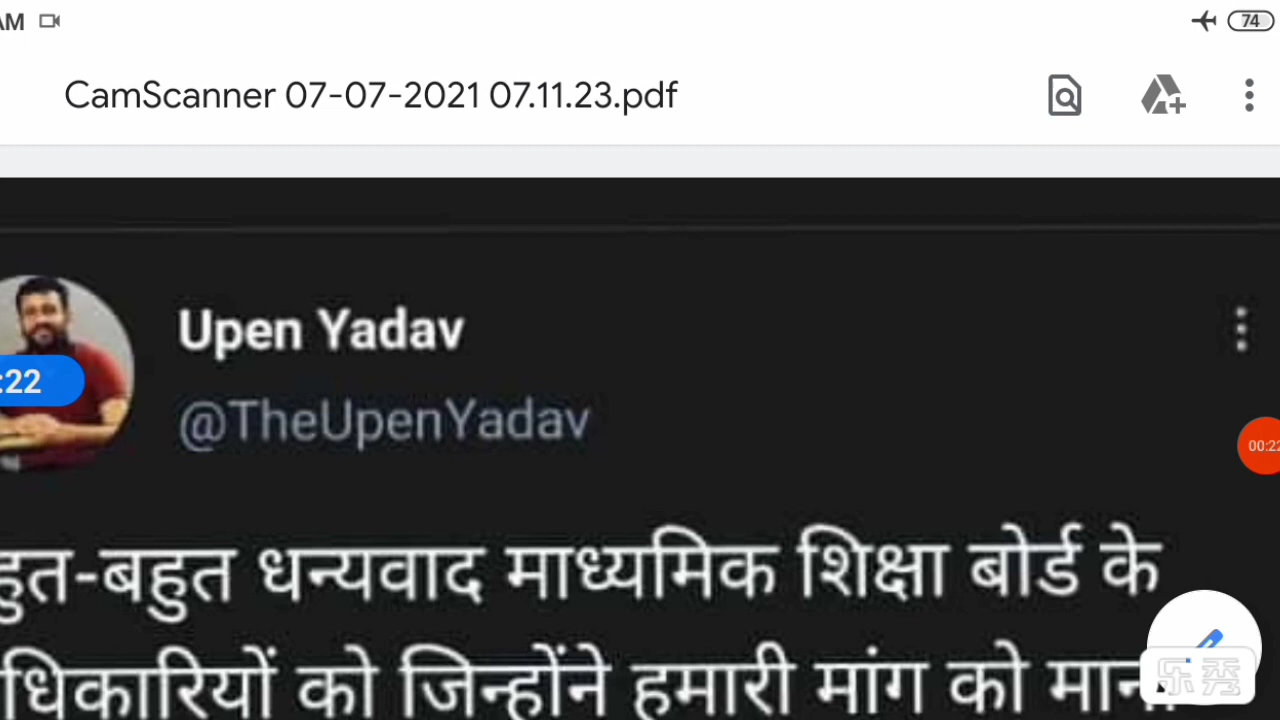 AM 74
CamScanner 07-07-2021 07.11.23.pdf
Upen Yadav
@TheUpenYadav
:22
00:22
हुत-बहुत धन्यवाद माध्यमिक शिक्षा बोर्ड के
धिकारियों को जिन्होंने हमारी मांग को
乐秀